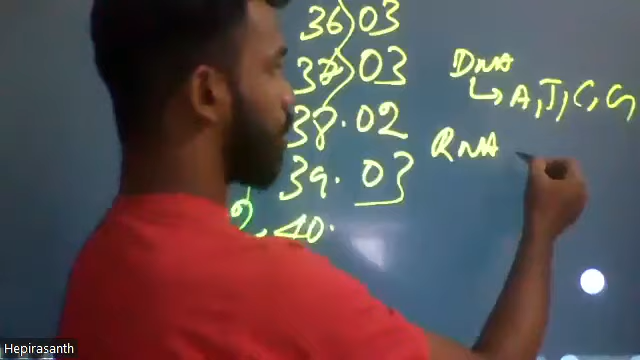 36) 03
37) 03
38. 02
39. 03
40.
DNA
↳ A, T, C, G,
RNA
Hepirasanth